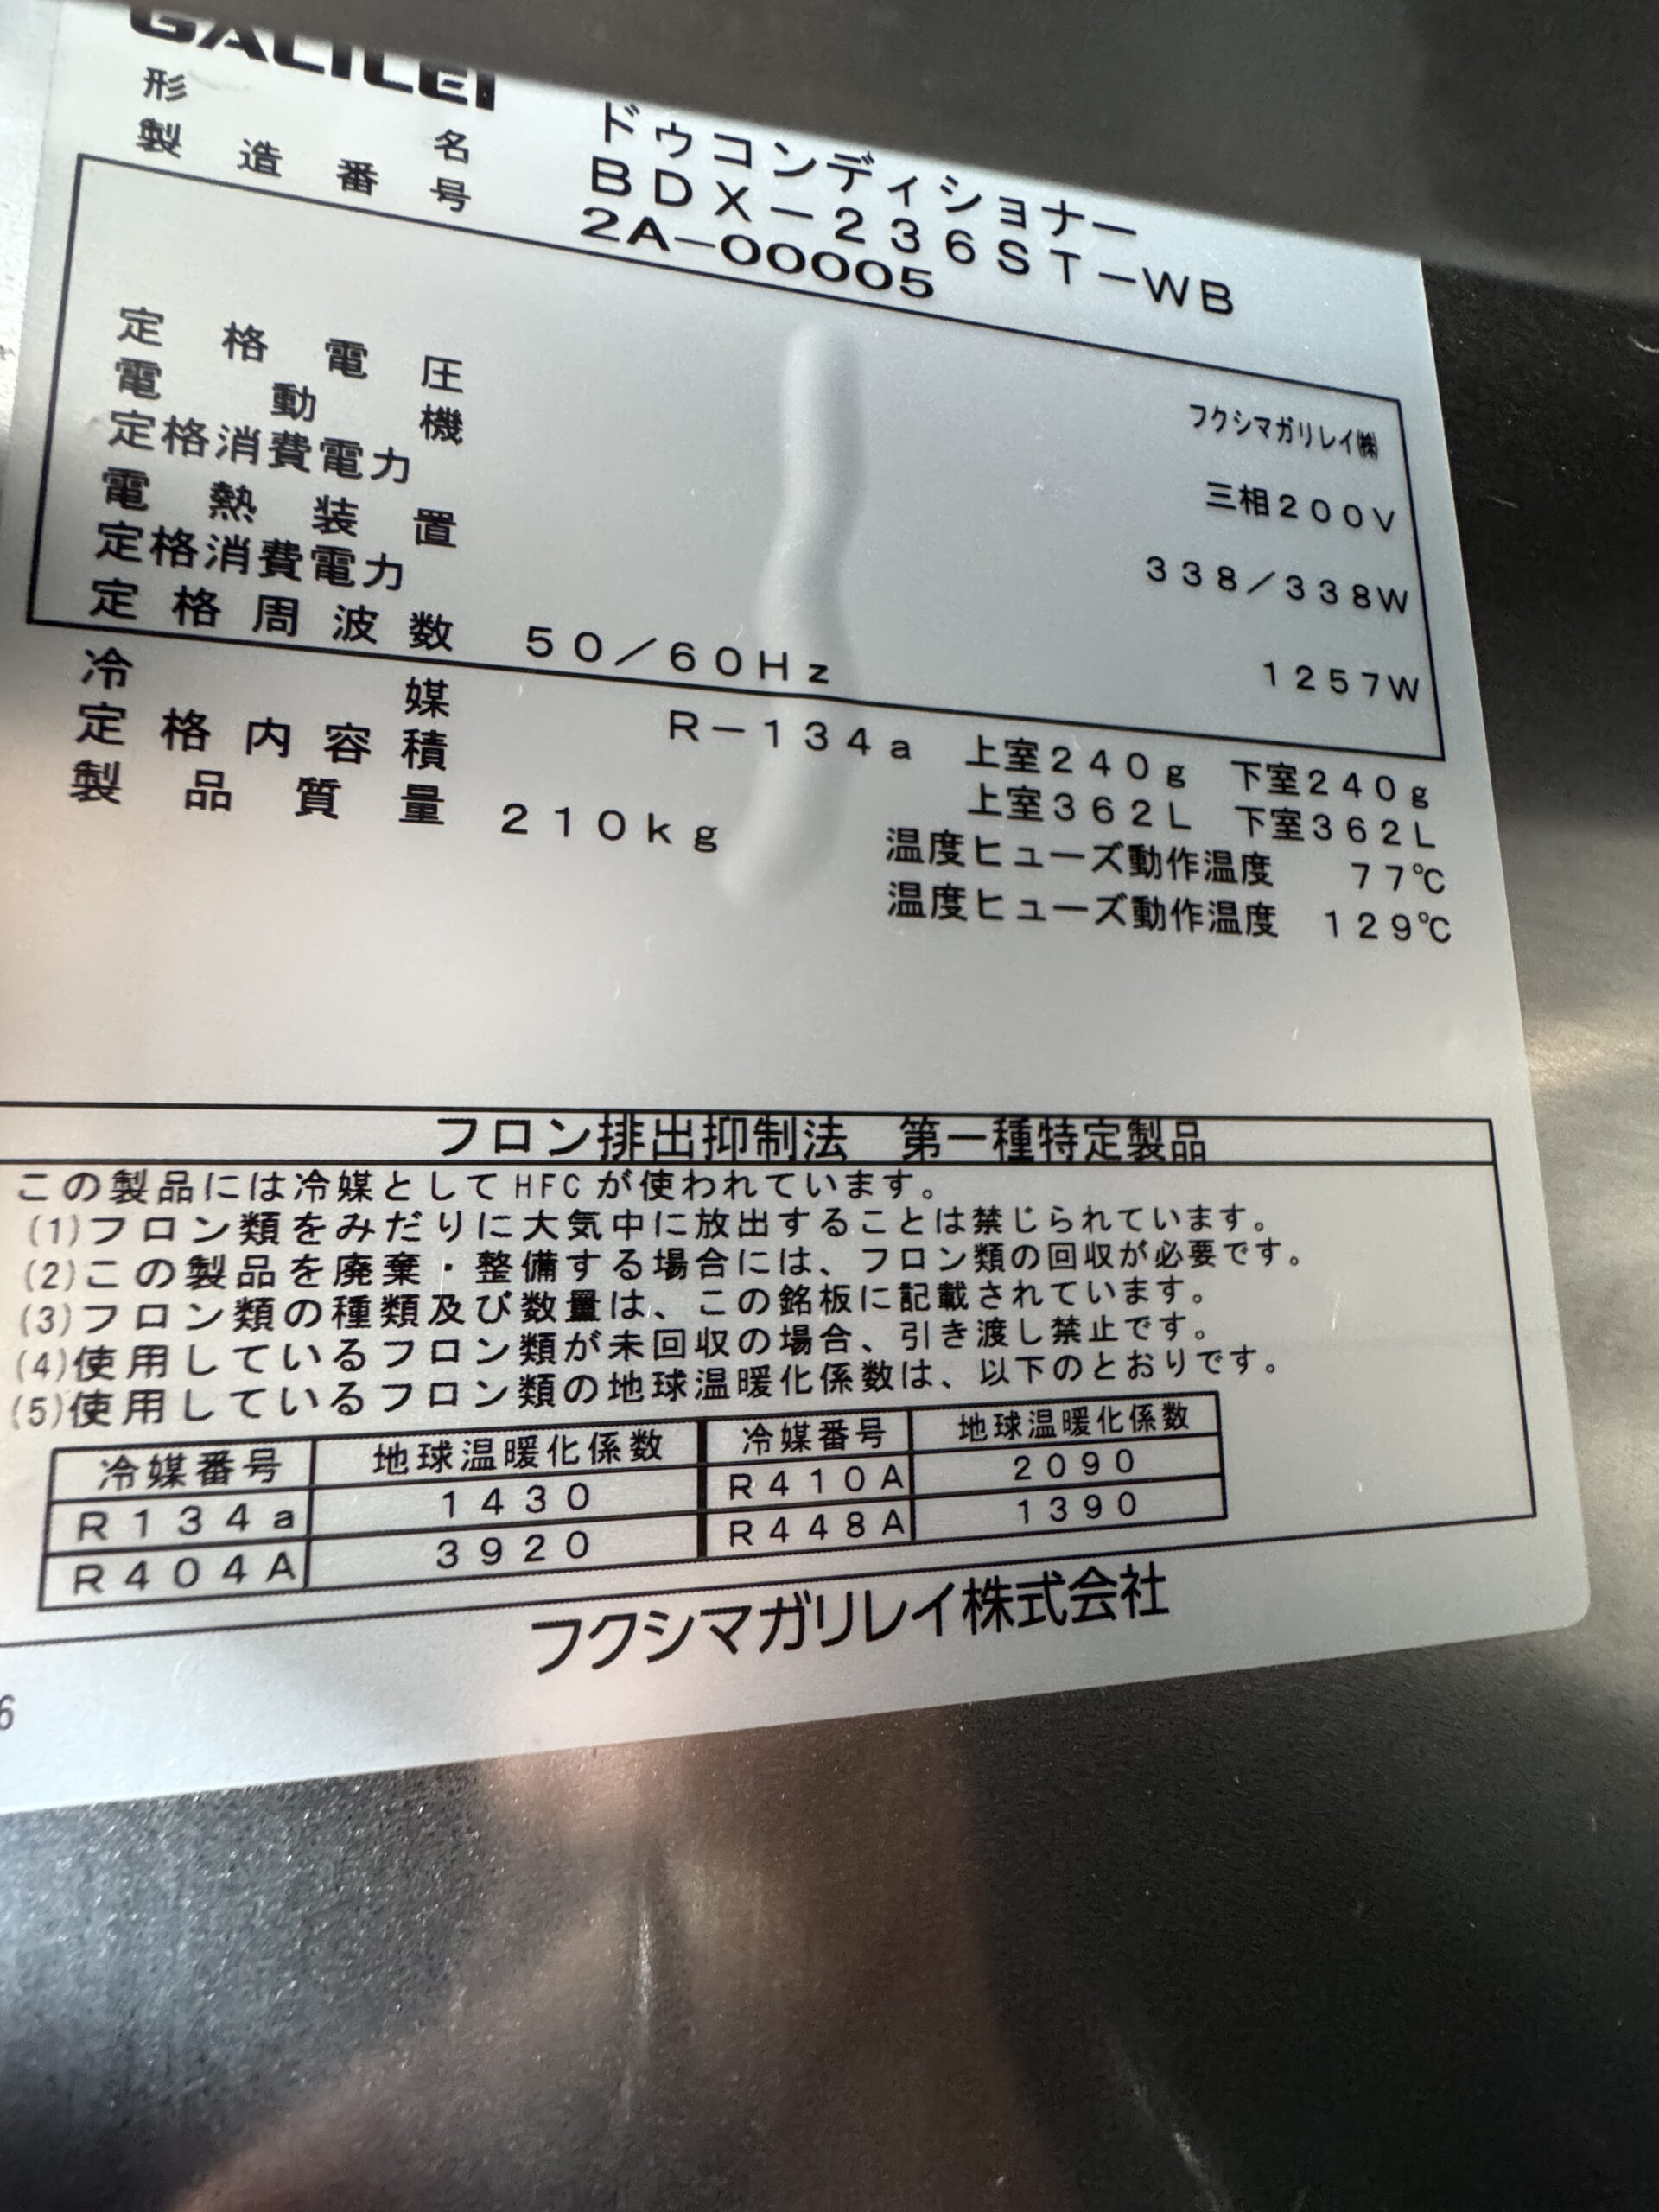 GALILEI
ドゥコンディショナー
形名 BDX-236ST-WB
製造番号 2A-00005
フクシマガリレイ㈱
定格電圧 三相200V
電動機
定格消費電力 338/338W
電熱装置
定格消費電力 1257W
定格周波数 50/60Hz
冷媒 R-134a 上室240g 下室240g
定格内容積 上室362L 下室362L
製品質量 210kg
温度ヒューズ動作温度 77℃
温度ヒューズ動作温度 129℃
フロン排出抑制法 第一種特定製品
この製品には冷媒としてHFCが使われています。
(1)フロン類をみだりに大気中に放出することは禁じられています。
(2)この製品を廃棄・整備する場合には、フロン類の回収が必要です。
(3)フロン類の種類及び数量は、この銘板に記載されています。
(4)使用しているフロン類が未回収の場合、引き渡し禁止です。
(5)使用しているフロン類の地球温暖化係数は、以下のとおりです。
冷媒番号 地球温暖化係数 冷媒番号 地球温暖化係数
R134a 1430 R410A 2090
R404A 3920 R448A 1390
フクシマガリレイ株式会社
6